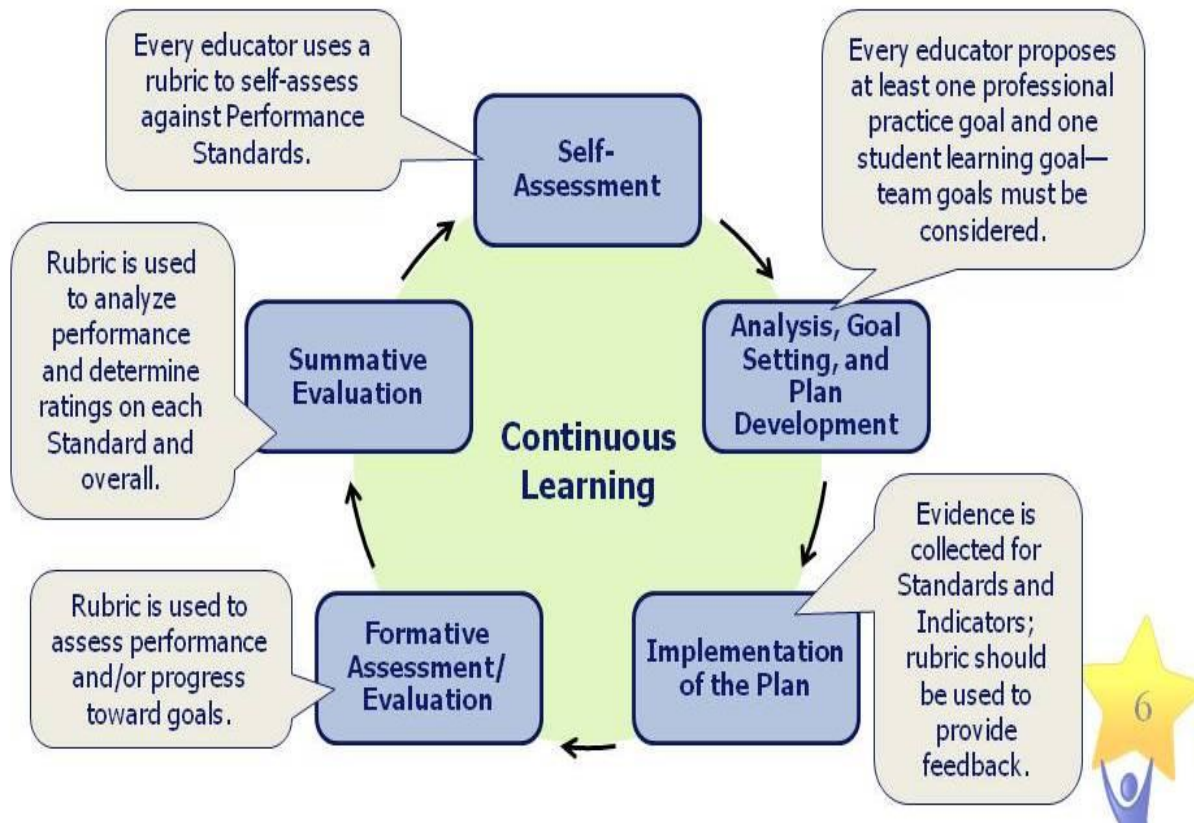 Every educator uses a
rubric to self-assess
against Performance
Standards.
Self-
Assessment
Every educator proposes
at least one professional
practice goal and one
student learning goal—
team goals must be
considered.
Analysis, Goal
Setting, and
Plan
Development
Evidence is
collected for
Standards and
Indicators;
rubric should
be used to
provide
feedback.
Implementation
of the Plan
Formative
Assessment/
Evaluation
Rubric is used to
assess performance
and/or progress
toward goals.
Summative
Evaluation
Rubric is used
to analyze
performance
and determine
ratings on each
Standard and
overall.
Continuous
Learning
6